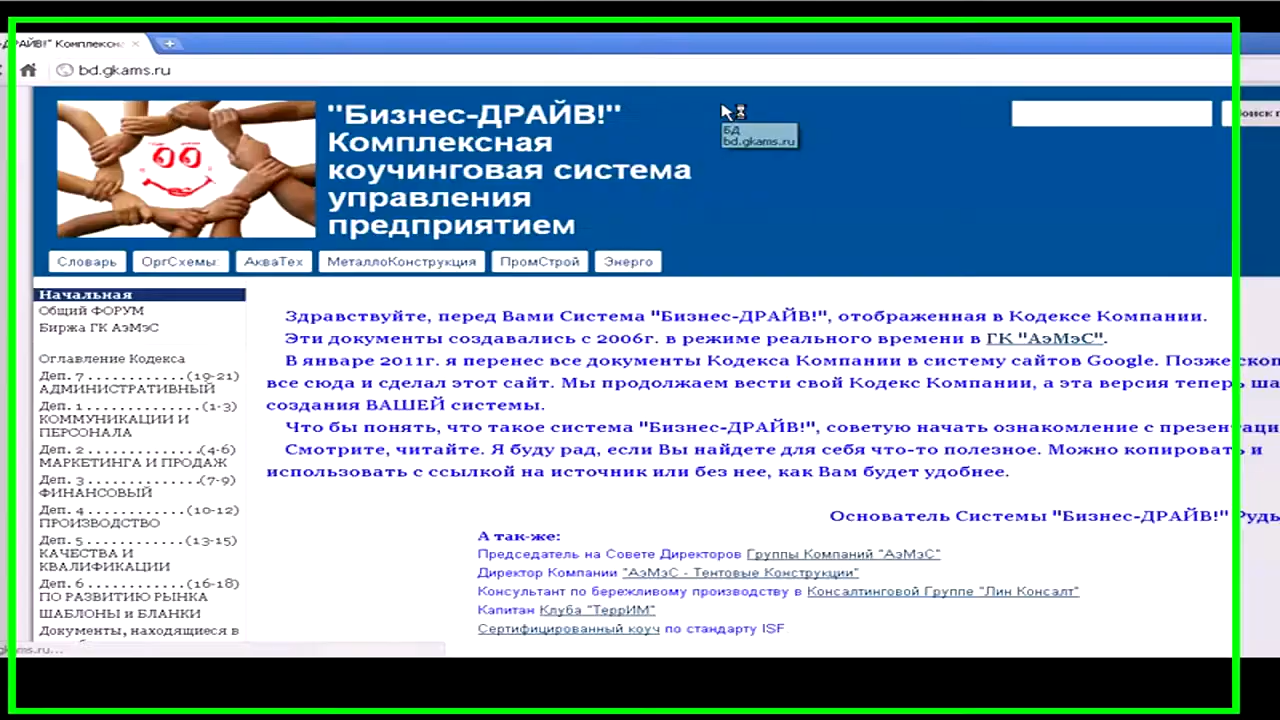 -ДРАЙВ!" Комплексна
bd.gkams.ru
"Бизнес-ДРАЙВ!"
Комплексная
коучинговая система
управления
предприятием
БД
bd.gkams.ru
Словарь ОргСхемы: АкваТех МеталлоКонструкция ПромСтрой Энерго
Начальная
Общий ФОРУМ
Биржа ГК АэМэС
Оглавление Кодекса
Деп. 7 . . . . . . . . . . . . (19-21)
АДМИНИСТРАТИВНЫЙ
Деп. 1 . . . . . . . . . . . . . . (1-3)
КОММУНИКАЦИИ И
ПЕРСОНАЛА
Деп. 2 . . . . . . . . . . . . . .(4-6)
МАРКЕТИНГА И ПРОДАЖ
Деп. 3 . . . . . . . . . . . . . .(7-9)
ФИНАНСОВЫЙ
Деп. 4 . . . . . . . . . . . . (10-12)
ПРОИЗВОДСТВО
Деп. 5 . . . . . . . . . . . . (13-15)
КАЧЕСТВА И
КВАЛИФИКАЦИИ
Деп. 6 . . . . . . . . . . . . (16-18)
ПО РАЗВИТИЮ РЫНКА
ШАБЛОНЫ и БЛАНКИ
Документы, находящиеся в
Здравствуйте, перед Вами Система "Бизнес-ДРАЙВ!", отображенная в Кодексе Компании.
Эти документы создавались с 2006г. в режиме реального времени в ГК "АэМэС".
В январе 2011г. я перенес все документы Кодекса Компании в систему сайтов Google. Позже скоп
все сюда и сделал этот сайт. Мы продолжаем вести свой Кодекс Компании, а эта версия теперь ша
создания ВАШЕЙ системы.
Что бы понять, что такое система "Бизнес-ДРАЙВ!", советую начать ознакомление с презентаци
Смотрите, читайте. Я буду рад, если Вы найдете для себя что-то полезное. Можно копировать и
использовать с ссылкой на источник или без нее, как Вам будет удобнее.
Основатель Системы "Бизнес-ДРАЙВ!" Рудь
А так-же:
Председатель на Совете Директоров Группы Компаний "АэМэС"
Директор Компании "АэМэС - Тентовые Конструкции"
Консультант по бережливому производству в Консалтинговой Группе "Лин Консалт"
Капитан Клуба "ТеррИМ"
Сертифицированный коуч по стандарту ISF